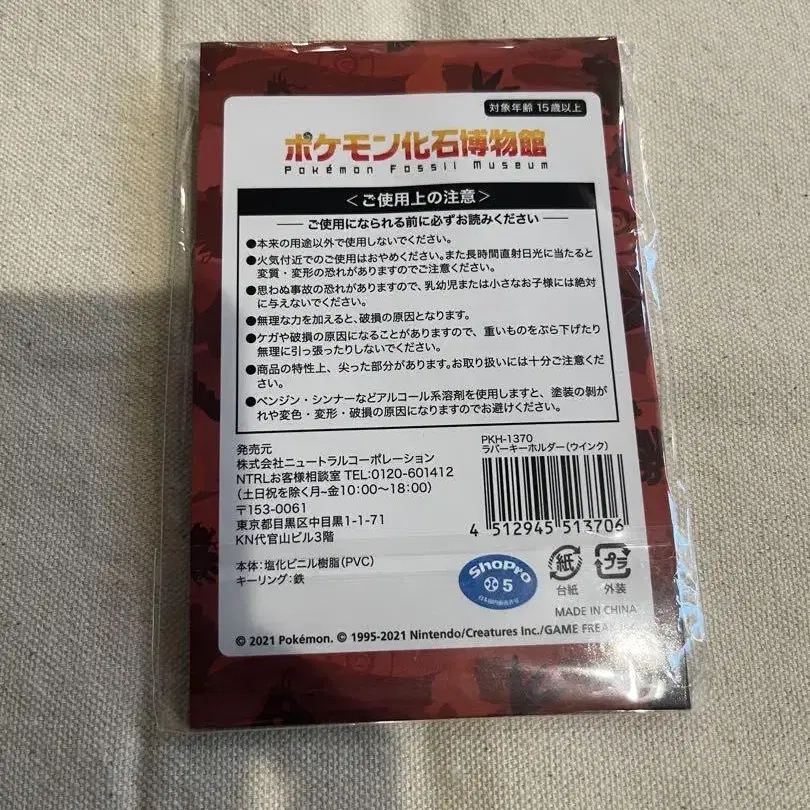 対象年齢 15歳以上
ポケモン化石博物館
Pokémon Fossil Museum
＜ご使用上の注意＞
ご使用になられる前に必ずお読みください
●本来の用途以外で使用しないでください。
●火気付近でのご使用はおやめください。また長時間直射日光に当たると
変質・変形の恐れがありますのでご注意ください。
●思わぬ事故の恐れがありますので、乳幼児または小さなお子様には絶対
に与えないでください。
●無理な力を加えると、破損の原因となります。
●ケガや破損の原因になることがありますので、重いものをぶら下げたり
無理に引っ張ったりしないでください。
●商品の特性上、尖った部分があります。お取り扱いには十分ご注意くだ
さい。
●ベンジン・シンナーなどアルコール系溶剤を使用しますと、塗装の剝が
れや変色・変形・破損の原因になりますのでお避けください。
発売元
株式会社ニュートラルコーポレーション
NTRLお客様相談室 TEL:0120-601412
(土日祝を除く月~金10:00〜18:00)
〒153-0061
東京都目黒区中目黒1-1-71
KN代官山ビル3階
本体：塩化ビニル樹脂(PVC)
キーリング：鉄
PKH-1370
ラバーキーホルダー(ウインク)
4 512945 513706
ShoPro
5
紙
台紙
プラ
外装
MADE IN CHINA
© 2021 Pokémon. © 1995-2021 Nintendo/Creatures Inc./GAME FREAK